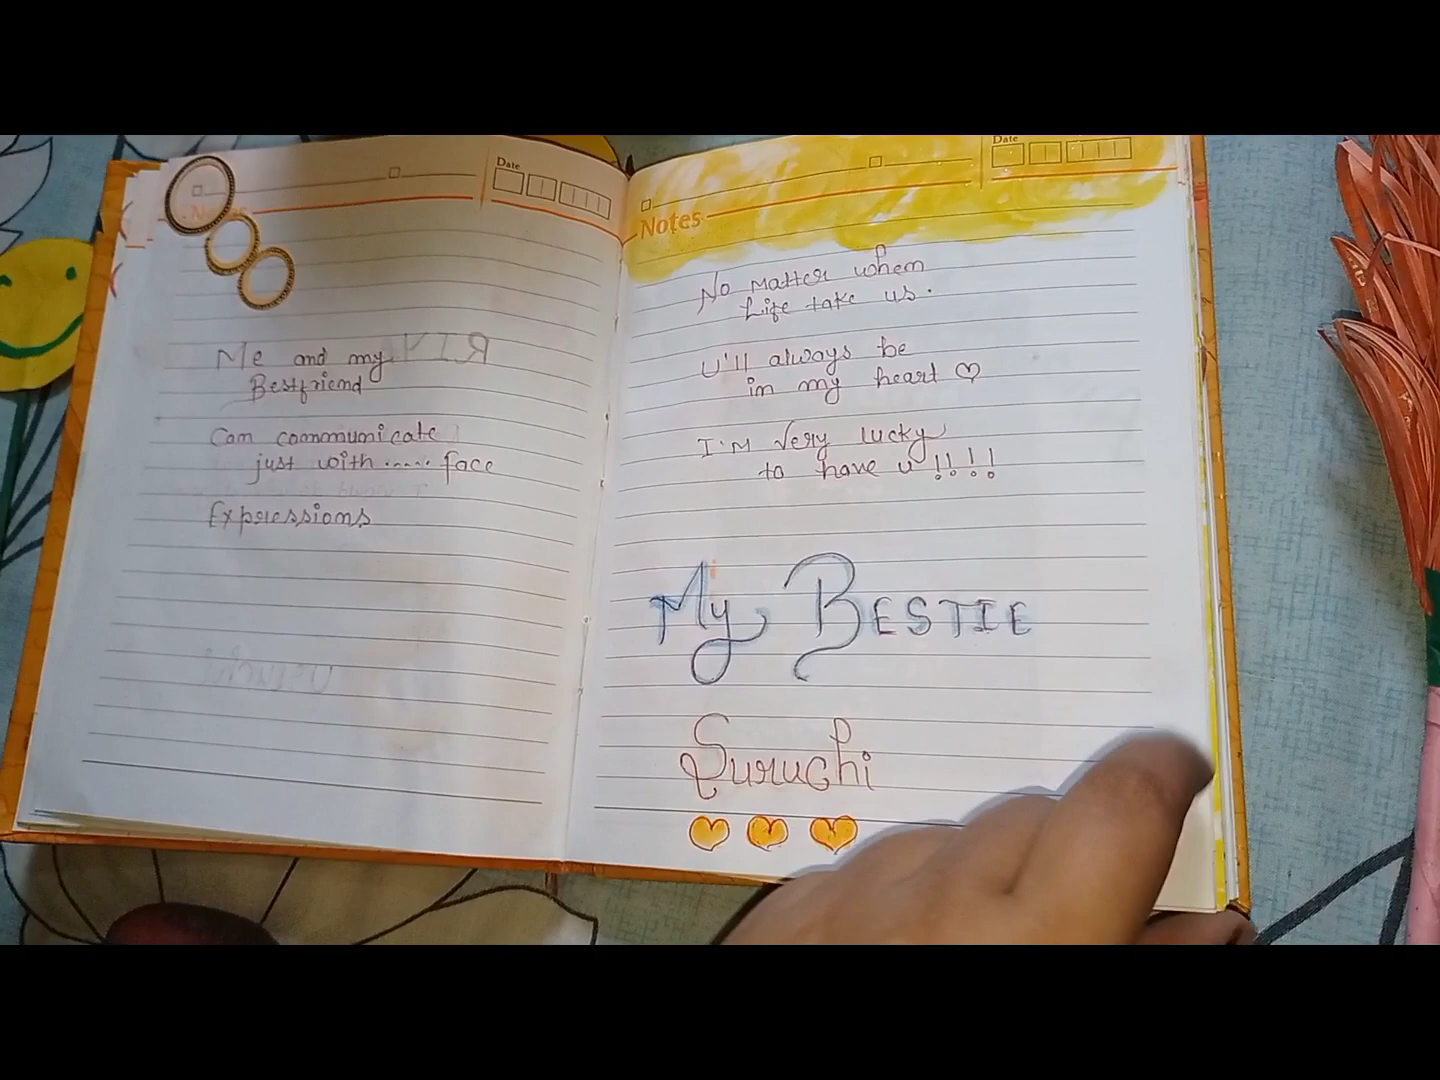 Date
Notes
Me and my
Bestfriend
Can communicate
just with ..... face
Expressions
Date
Notes
No Matter when
Life take us.
U'll always be
in my heart ♡
I'M Very lucky
to have u !!!!
My BESTIE
Suruchi